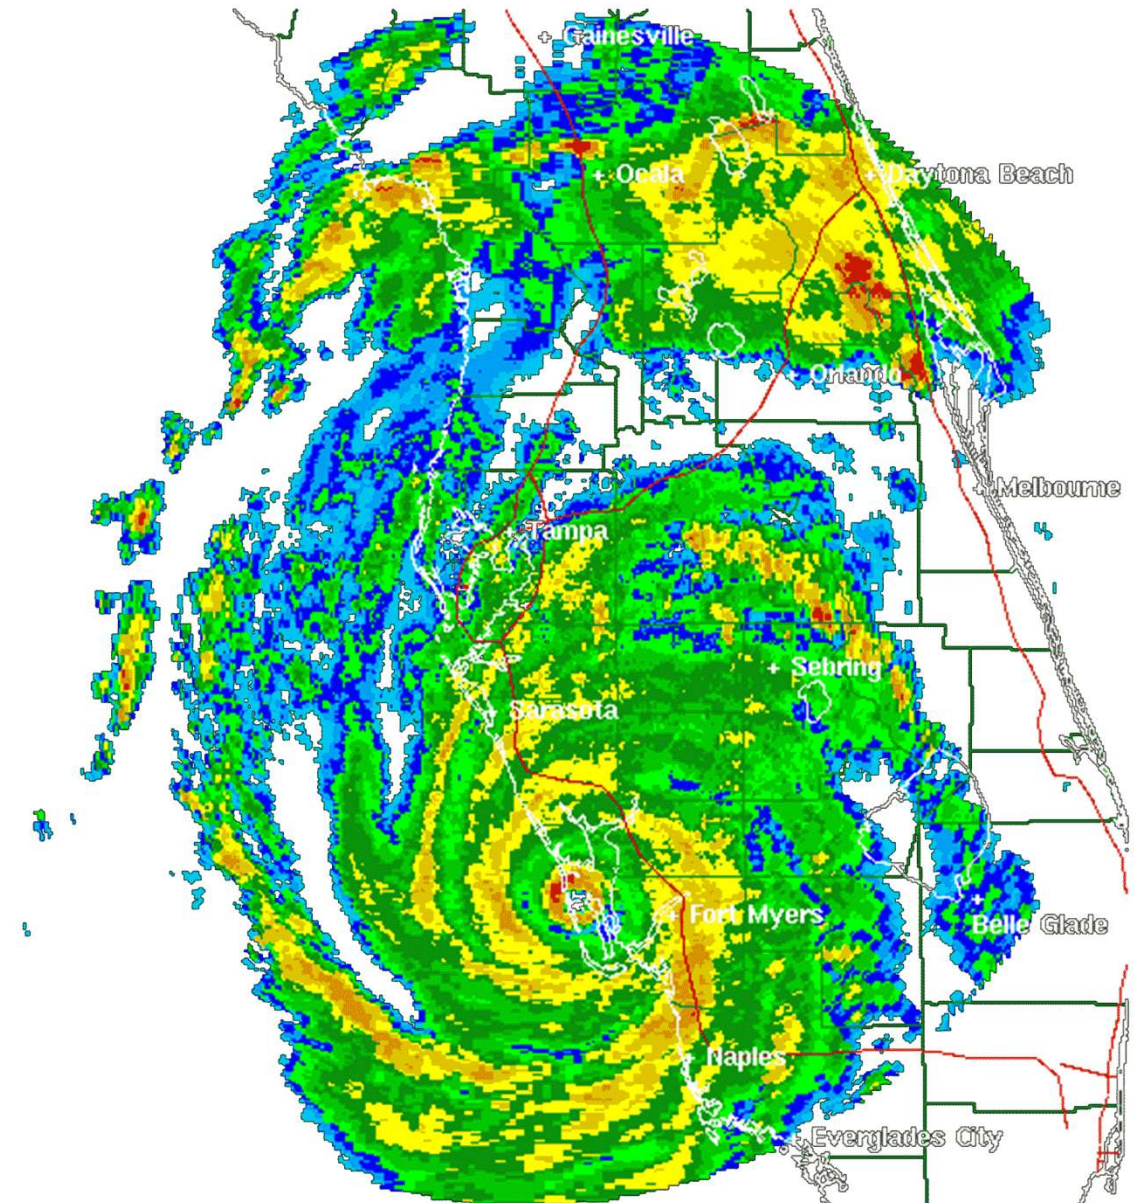 Gainesville
Ocala
Daytona Beach
Orlando
Melbourne
Tampa
Sebring
Sarasota
Fort Myers
Belle Glade
Naples
Everglades City